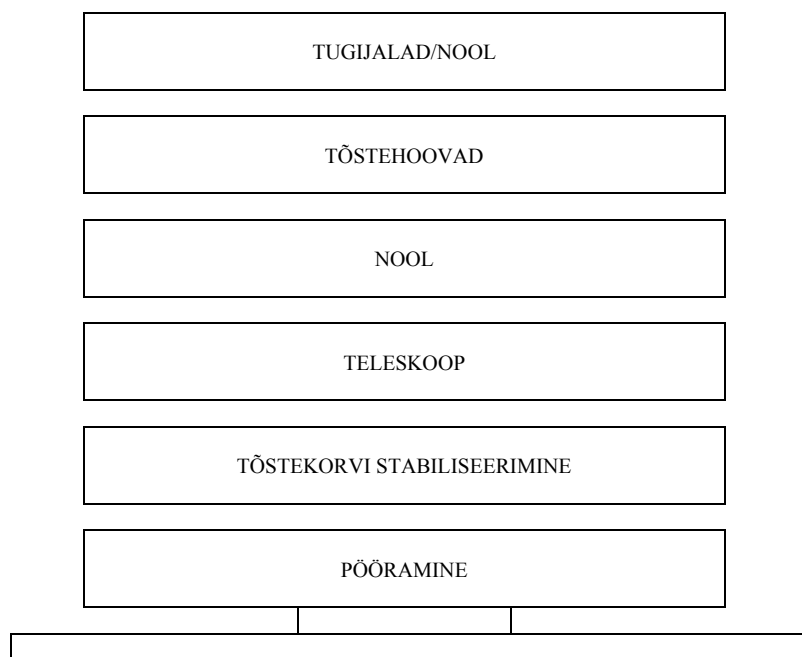 TUGIJALAD/NOOL
TÕSTEHOOVAD
NOOL
TELESKOOP
TÕSTEKORVI STABILISEERIMINE
PÖÖRAMINE